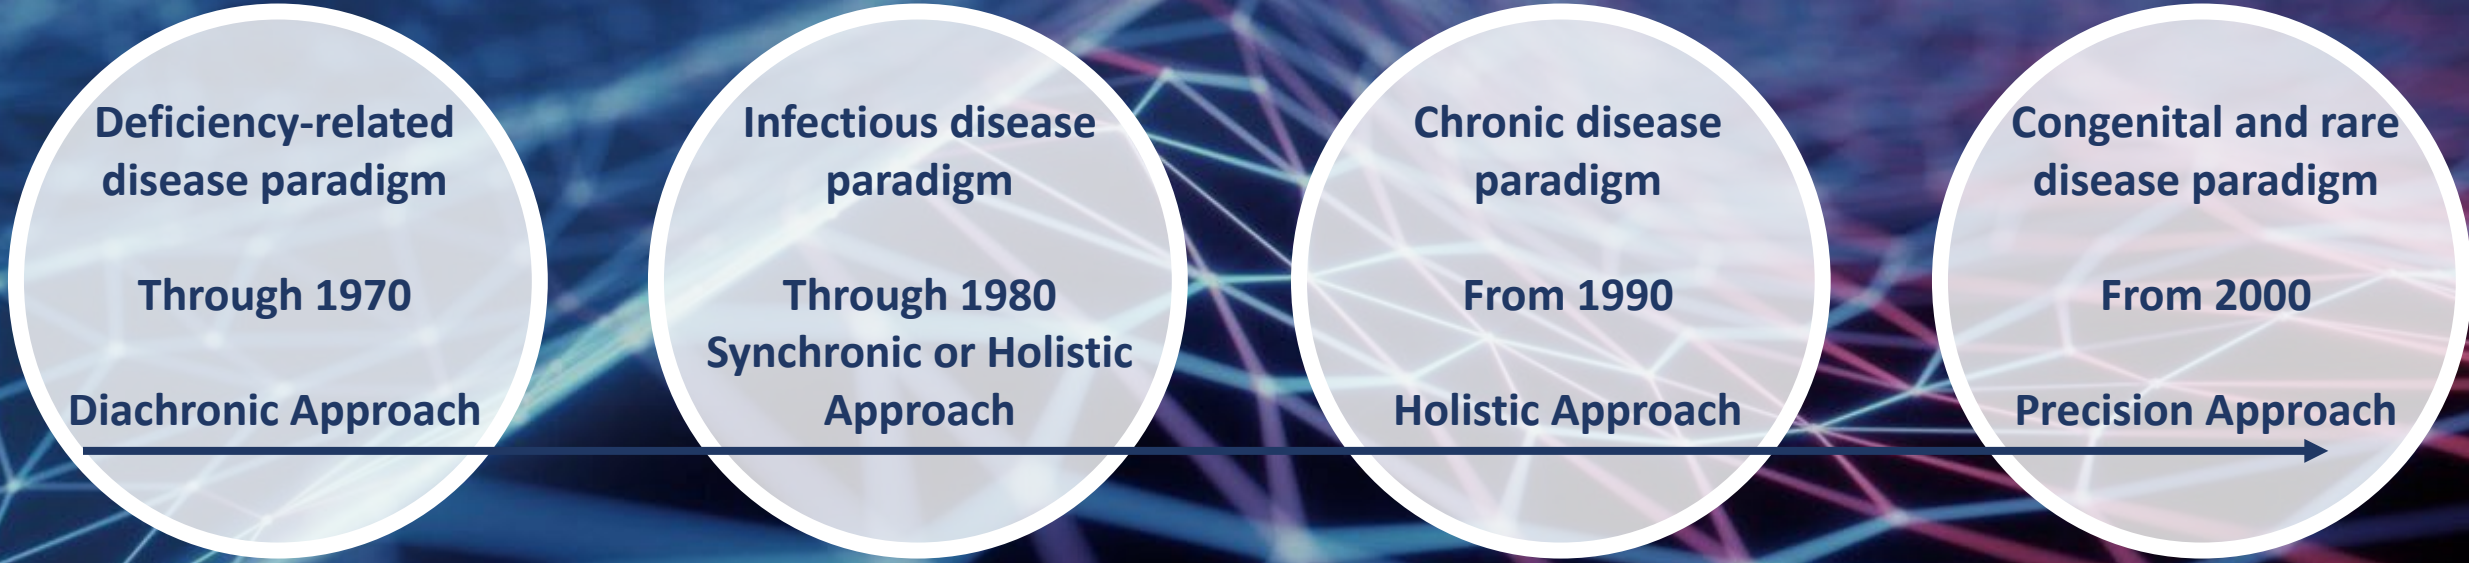 Deficiency-related
disease paradigm
Through 1970
Diachronic Approach
Infectious disease
paradigm
Through 1980
Synchronic or Holistic
Approach
Chronic disease
paradigm
From 1990
Holistic Approach
Congenital and rare
disease paradigm
From 2000
Precision Approach